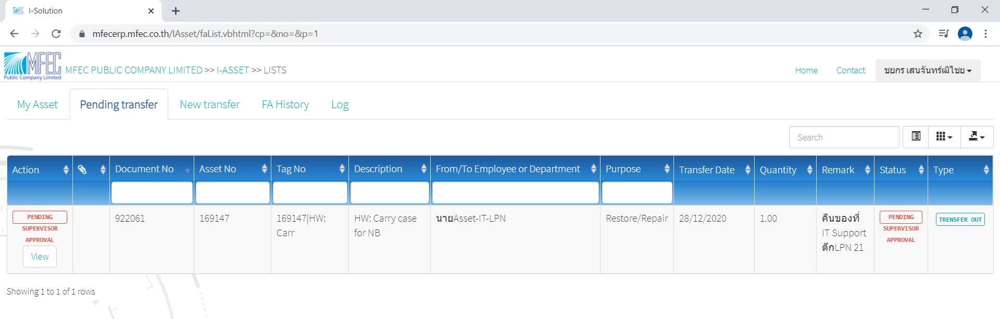 I-Solution
mfecerp.mfec.co.th/IAsset/faList.vbhtml?cp=&no=&p=1
MFEC
Public Company Limited
MFEC PUBLIC COMPANY LIMITED >> I-ASSET >> LISTS
Home Contact ชยกร เสนจันทร์ฒิไชย
My Asset Pending transfer New transfer FA History Log
Search
Action Document No Asset No Tag No Description From/To Employee or Department Purpose Transfer Date Quantity Remark Status Type
PENDING
SUPERVISOR
APPROVAL
View
922061
169147
169147|HW:
Carr
HW: Carry case
for NB
นายAsset-IT-LPN
Restore/Repair
28/12/2020
1.00
คืนของที่
IT Support
ตึกLPN 21
PENDING
SUPERVISOR
APPROVAL
TRENSFER OUT
Showing 1 to 1 of 1 rows